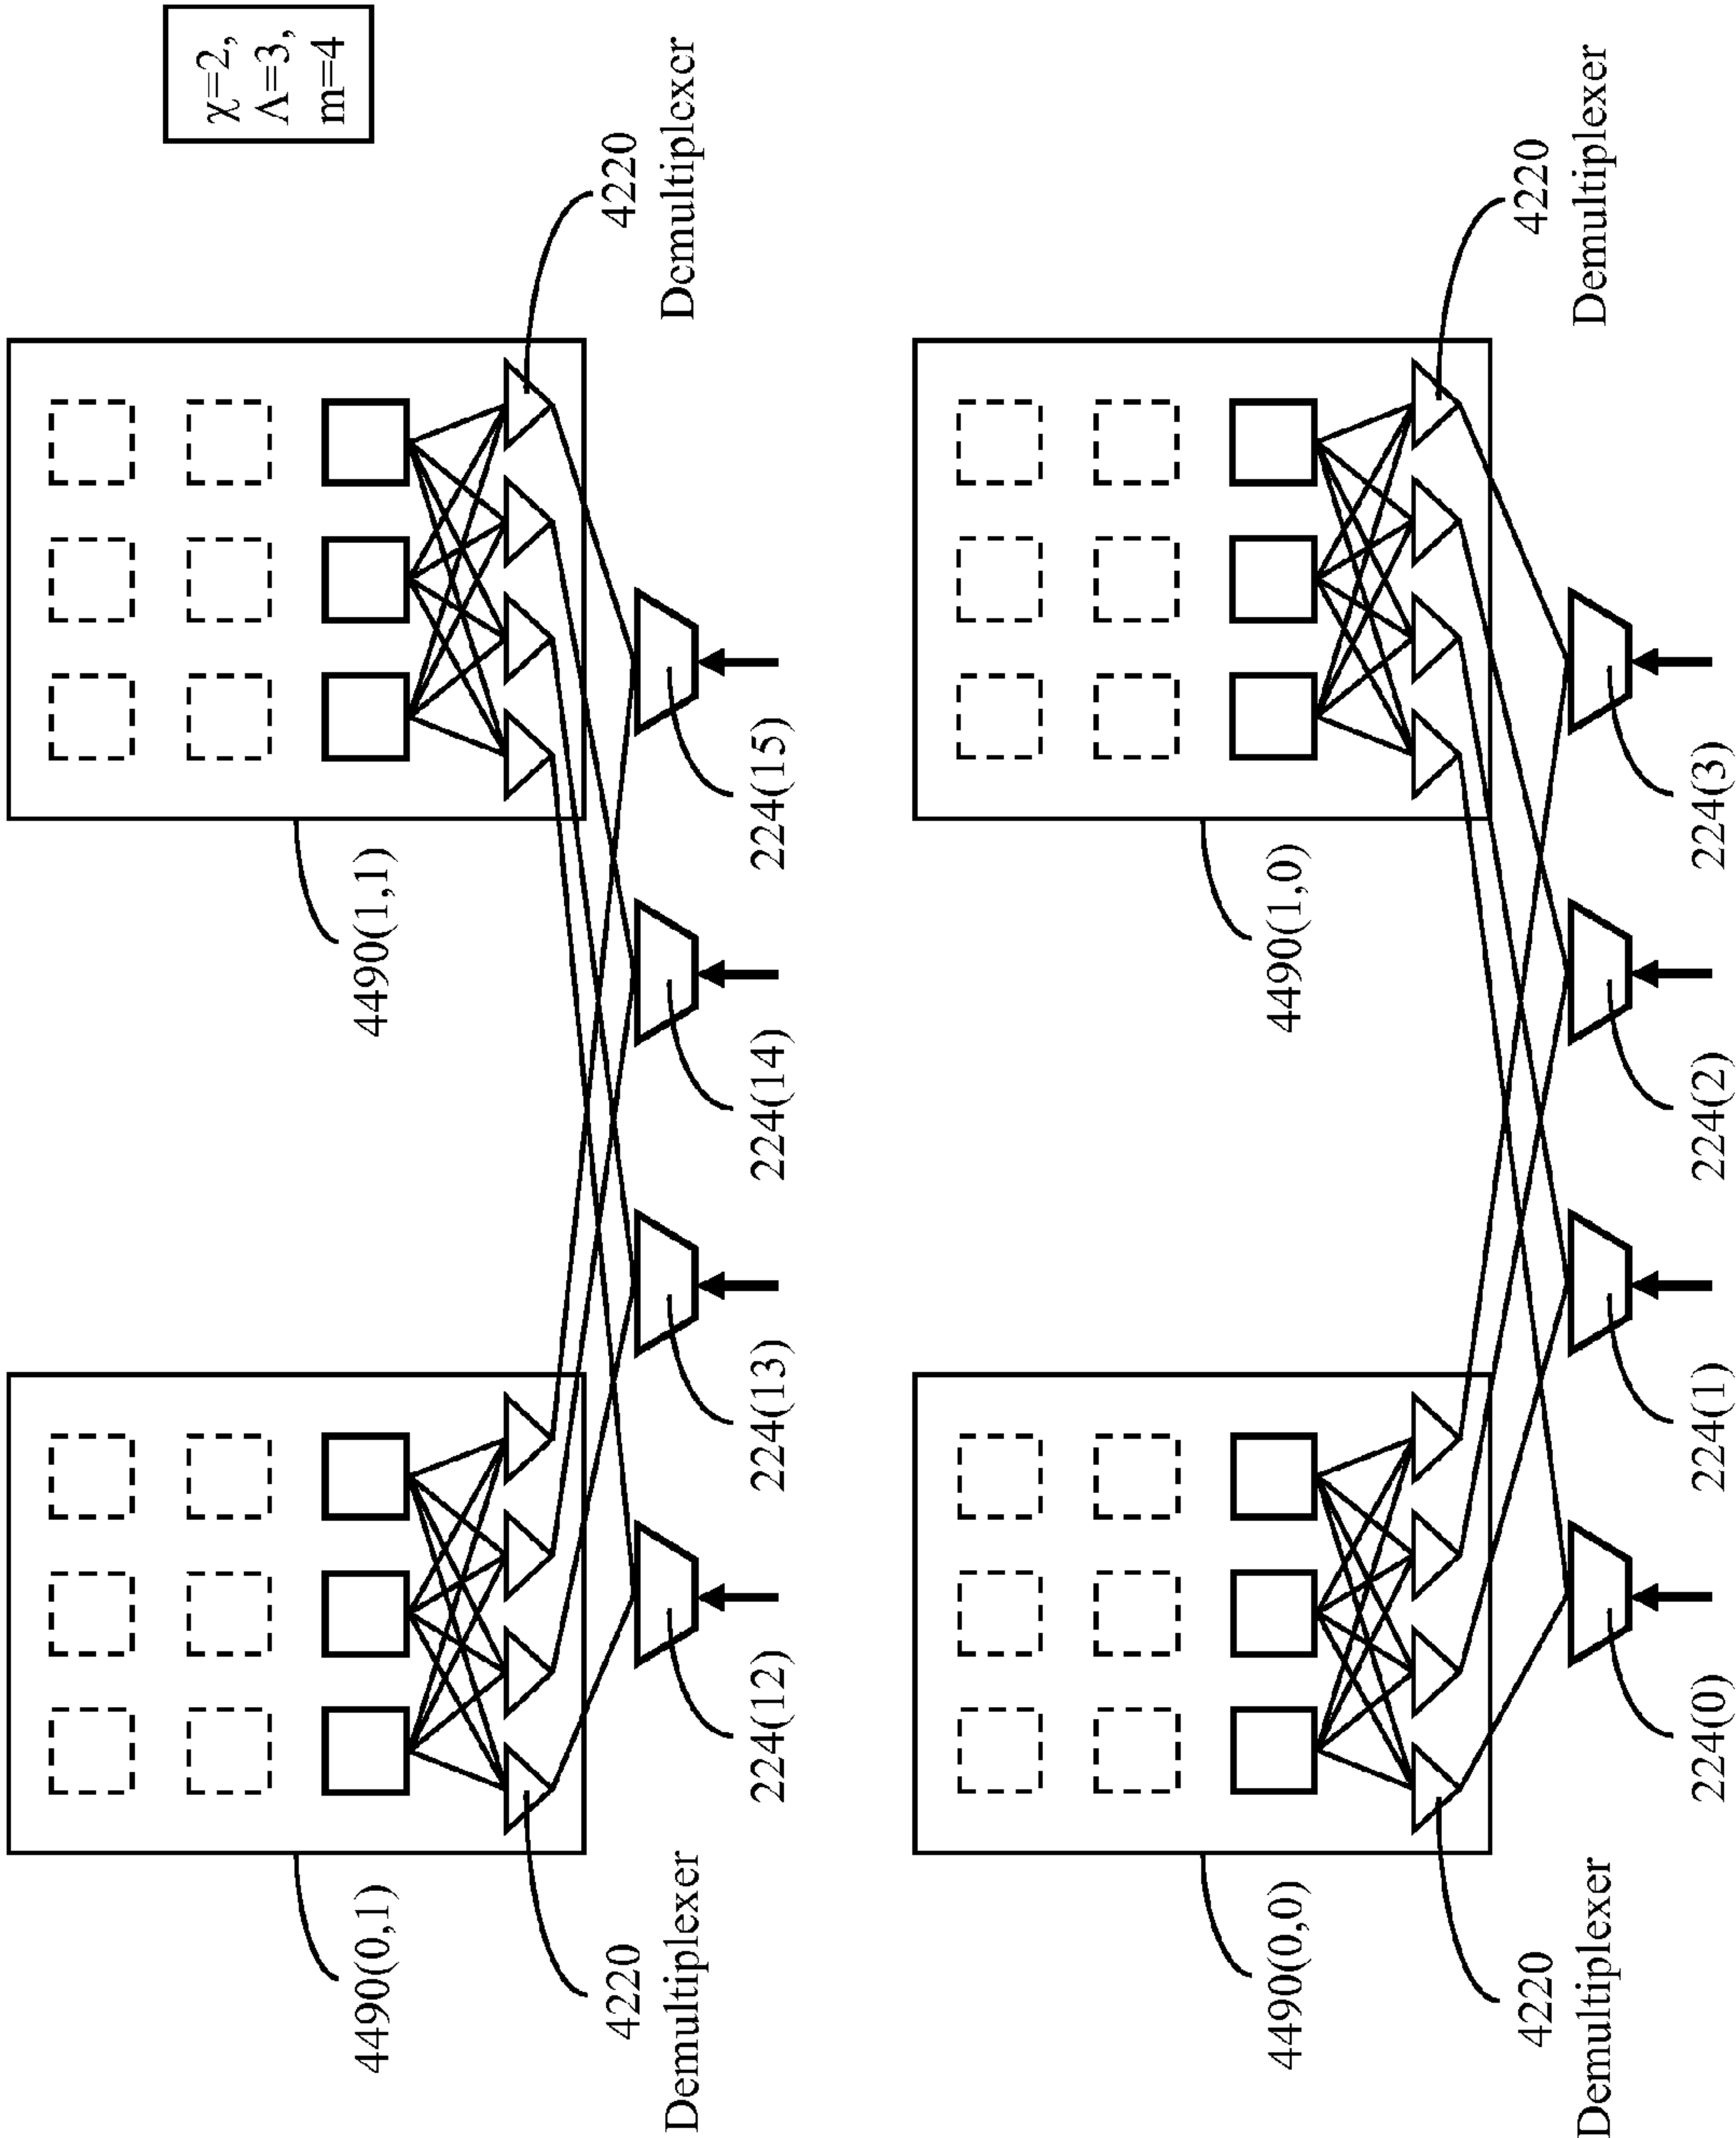 χ=2,
Λ=3,
m=4
4490(0,1)
4490(1,1)
4220
Demultiplexer
4220
Demultiplexer
224(12)
224(13)
224(14)
224(15)
4490(0,0)
4490(1,0)
4220
Demultiplexer
4220
Demultiplexer
224(0)
224(1)
224(2)
224(3)